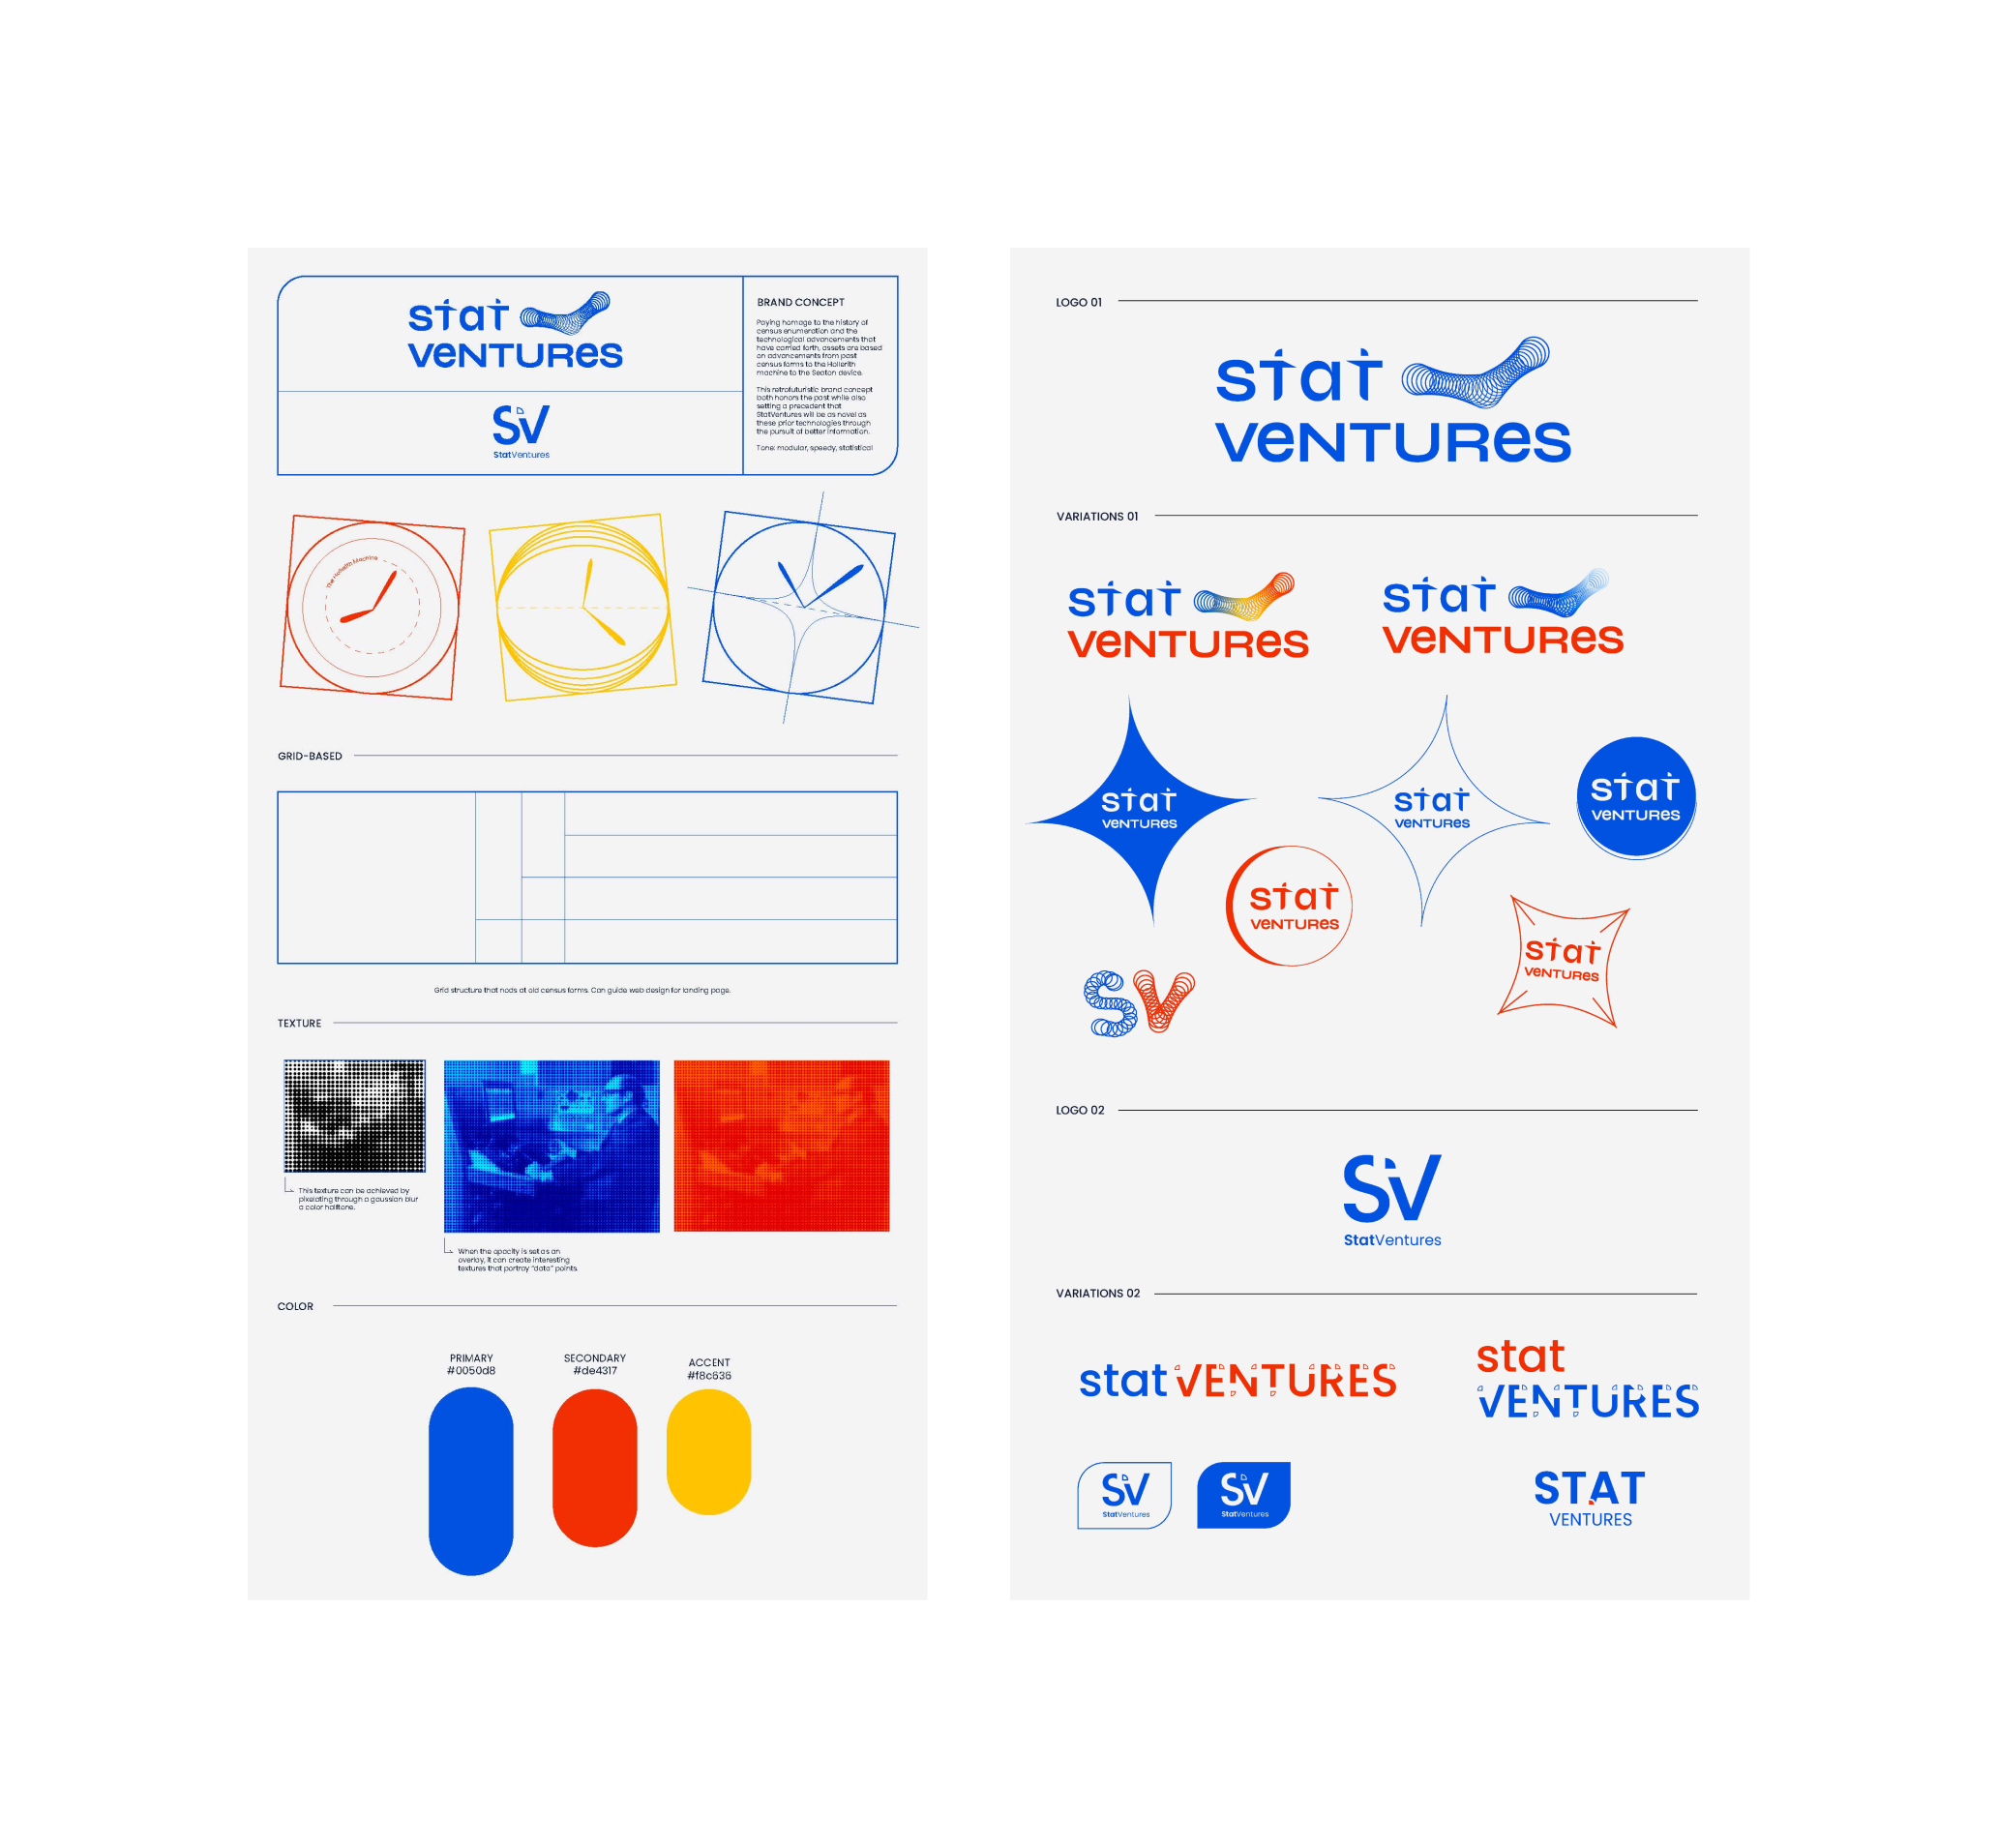 stat
veNTURes
SV
StatVentures
BRAND CONCEPT
Paying homage to the history of
census enumeration and the
technological advancements that
have carried forth, assets are based
on advancements from past
census forms to the Hollerith
machine to the Seaton device.
This retrofuturistic brand concept
both honors the past while also
setting a precedent that
StatVentures will be as novel as
these prior technologies through
the pursuit of better information.
Tone: modular, speedy, statistical
The Hollerith Machine
GRID-BASED
Grid structure that nods at old census forms. Can guide web design for landing page.
TEXTURE
This texture can be achieved by
pixelating through a gaussian blur
a color halftone.
When the opacity is set as an
overlay, it can create interesting
textures that portray "data" points.
COLOR
PRIMARY
#0050d8
SECONDARY
#de4317
ACCENT
#f8c636
LOGO 01
stat
veNTURes
VARIATIONS 01
stat
veNTURes
stat
veNTURes
stat
veNTURes
stat
veNTURes
stat
veNTURes
stat
veNTURes
stat
veNTURes
SV
LOGO 02
SV
StatVentures
VARIATIONS 02
stat VENTURES
stat
VENTURES
SV
StatVentures
SV
StatVentures
STAT
VENTURES